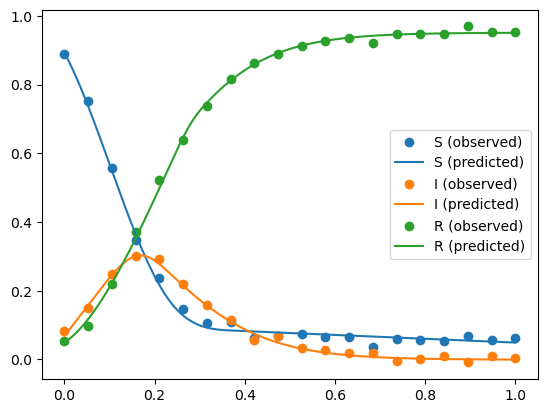 1.0
0.8
0.6
0.4
0.2
0.0
S (observed)
S (predicted)
I (observed)
I (predicted)
R (observed)
R (predicted)
0.0 0.2 0.4 0.6 0.8 1.0